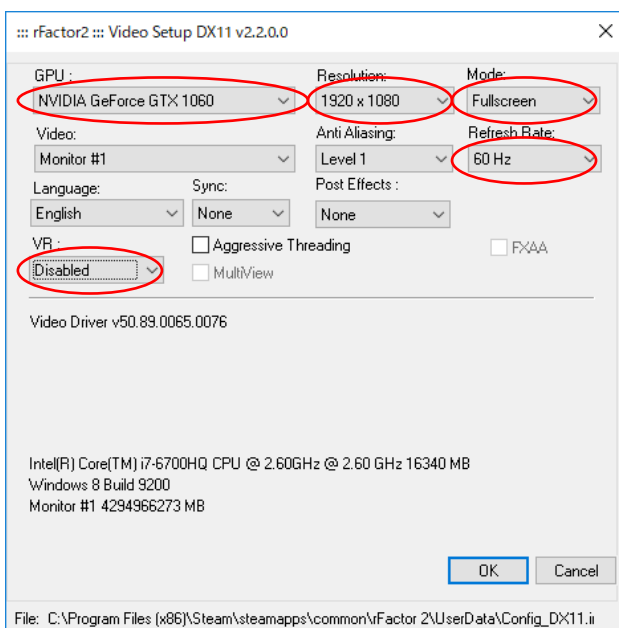 ::: rFactor2 ::: Video Setup DX11 v2.2.0.0
GPU : Resolution: Mode:
NVIDIA GeForce GTX 1060 1920 x 1080 Fullscreen
Video: Anti Aliasing: Refresh Rate:
Monitor #1 Level 1 60 Hz
Language: Sync: Post Effects :
English None None
VR : Aggressive Threading FXAA
Disabled MultiView
Video Driver v50.89.0065.0076
Intel(R) Core(TM) i7-6700HQ CPU @ 2.60GHz @ 2.60 GHz 16340 MB
Windows 8 Build 9200
Monitor #1 4294966273 MB
OK Cancel
File: C:\Program Files (x86)\Steam\steamapps\common\rFactor 2\UserData\Config_DX11.ii